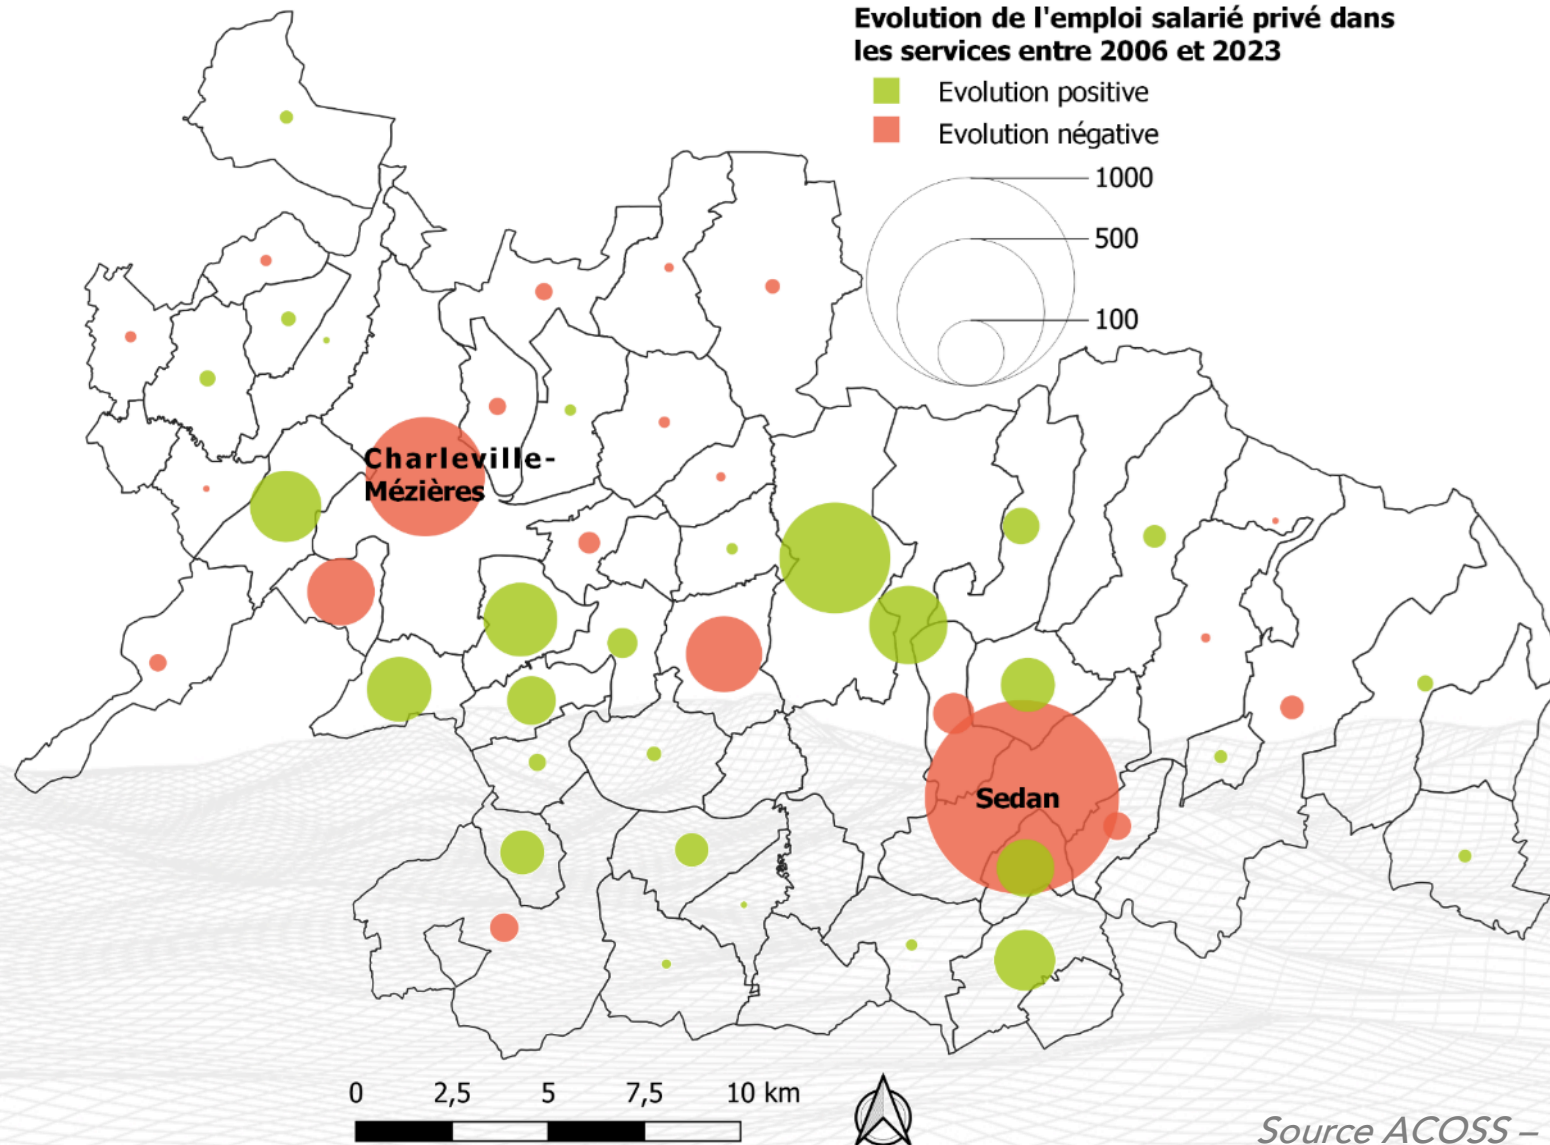 Evolution de l'emploi salarié privé dans
les services entre 2006 et 2023
Evolution positive
Evolution négative
1000
500
100
Charleville-
Mézières
Sedan
0 2,5 5 7,5 10 km
Source ACOSS –